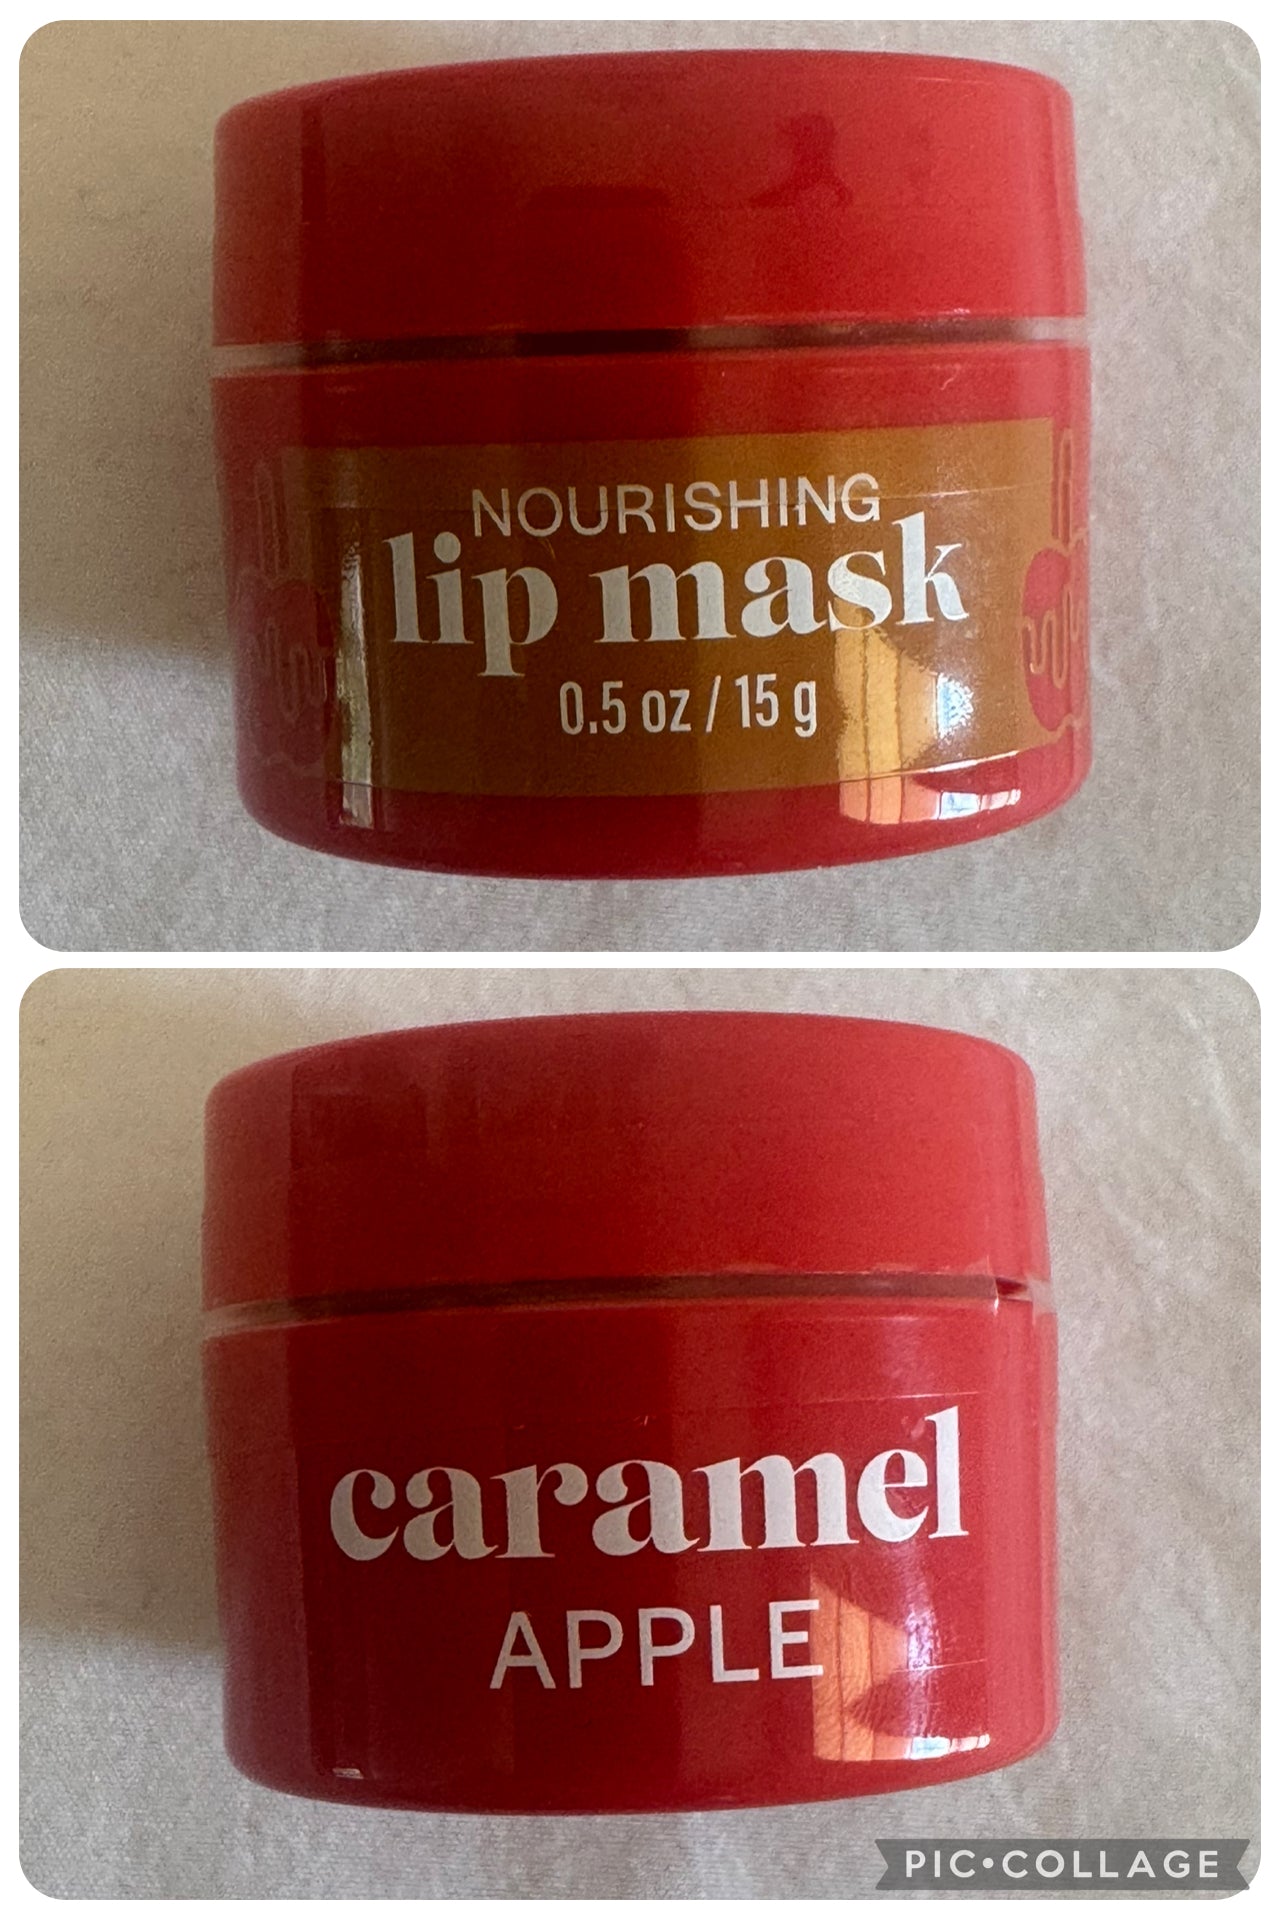 NOURISHING
lip mask
0.5 oz / 15 g
caramel
APPLE
PIC•COLLAGE